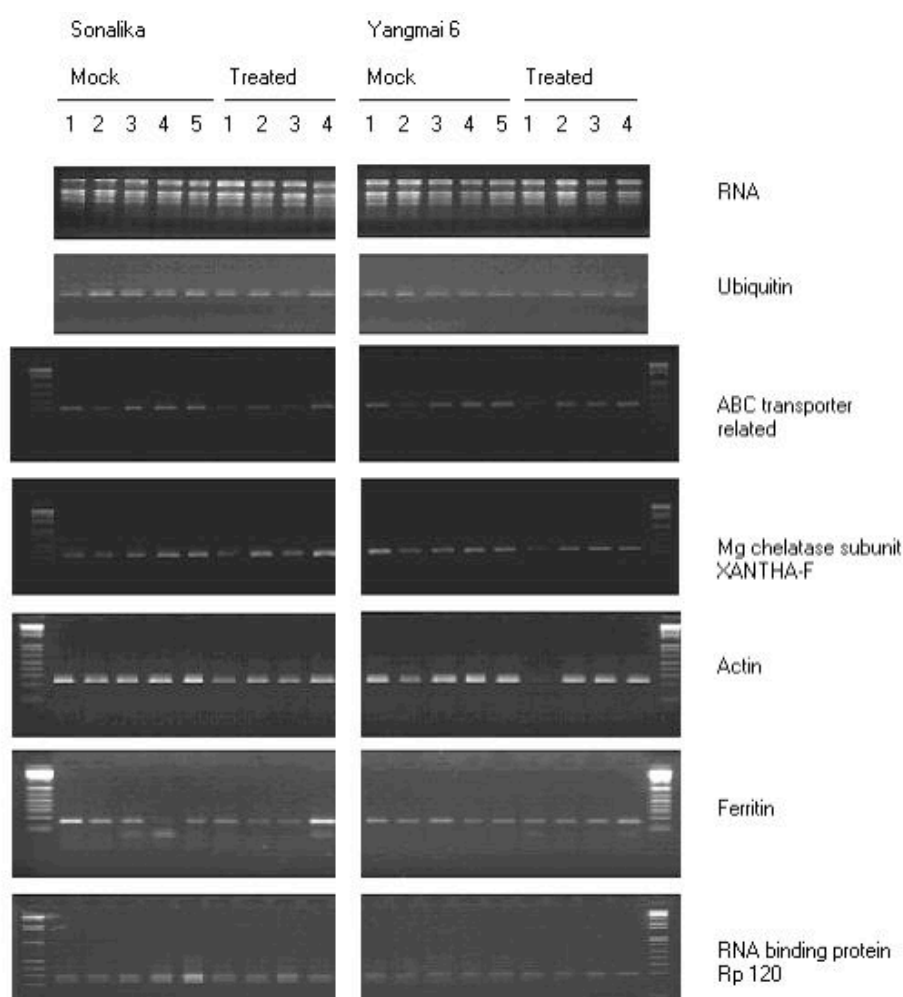 Sonalika Yangmai 6
Mock Treated Mock Treated
1 2 3 4 5 1 2 3 4 1 2 3 4 5 1 2 3 4
RNA
Ubiquitin
ABC transporter
related
Mg chelatase subunit
XANTHA-F
Actin
Ferritin
RNA binding protein
Rp 120